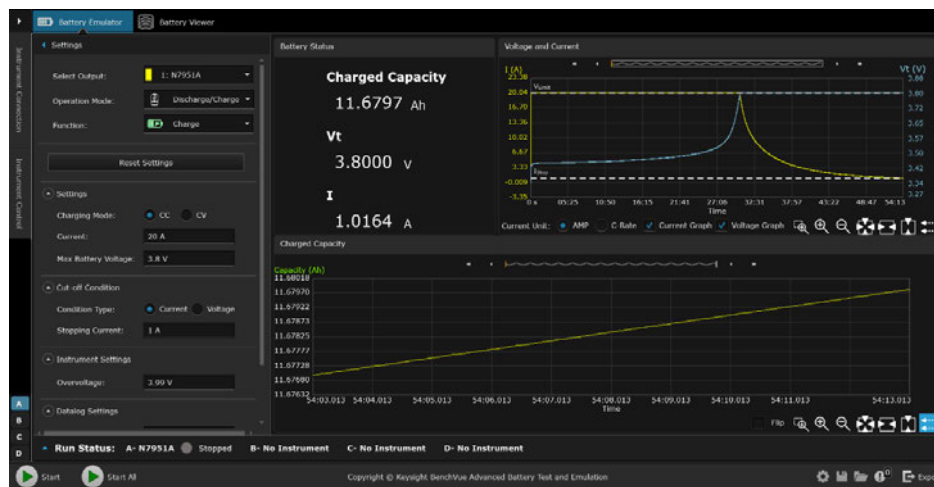 Battery Emulator
Battery Viewer
Instrument Connection
Instrument Control
Settings
Select Output: 1: N7951A
Operation Mode: Discharge/Charge
Function: Charge
Reset Settings
Settings
Charging Mode: CC CV
Current: 20 A
Max Battery Voltage: 3.8 V
Cut-off Condition
Condition Type: Current Voltage
Stopping Current: 1 A
Instrument Settings
Overvoltage: 3.99 V
Datalog Settings
Battery Status
Charged Capacity
11.6797 Ah
Vt
3.8000 V
I
1.0164 A
Voltage and Current
I (A)
Vt (V)
23.38
20.04
16.70
13.36
10.02
6.67
3.33
-0.009
-3.35
3.88
3.80
3.72
3.65
3.57
3.50
3.42
3.34
3.27
0 s 05:25 10:50 16:15 21:41 27:06 32:31 37:57 43:22 48:47 54:13
Time
Current Unit: AMP C Rate Current Graph Voltage Graph
Charged Capacity
Capacity (Ah)
11.68018
11.67970
11.67922
11.67873
11.67825
11.67777
11.67728
11.67680
11.67632
54:03.013 54:04.013 54:05.013 54:06.013 54:07.013 54:08.013 54:09.013 54:10.013 54:11.013 54:13.013
Time
Flip
A
B
C
D
Run Status: A- N7951A Stopped B- No Instrument C- No Instrument D- No Instrument
Start
Start All
Copyright © Keysight BenchVue Advanced Battery Test and Emulation
0